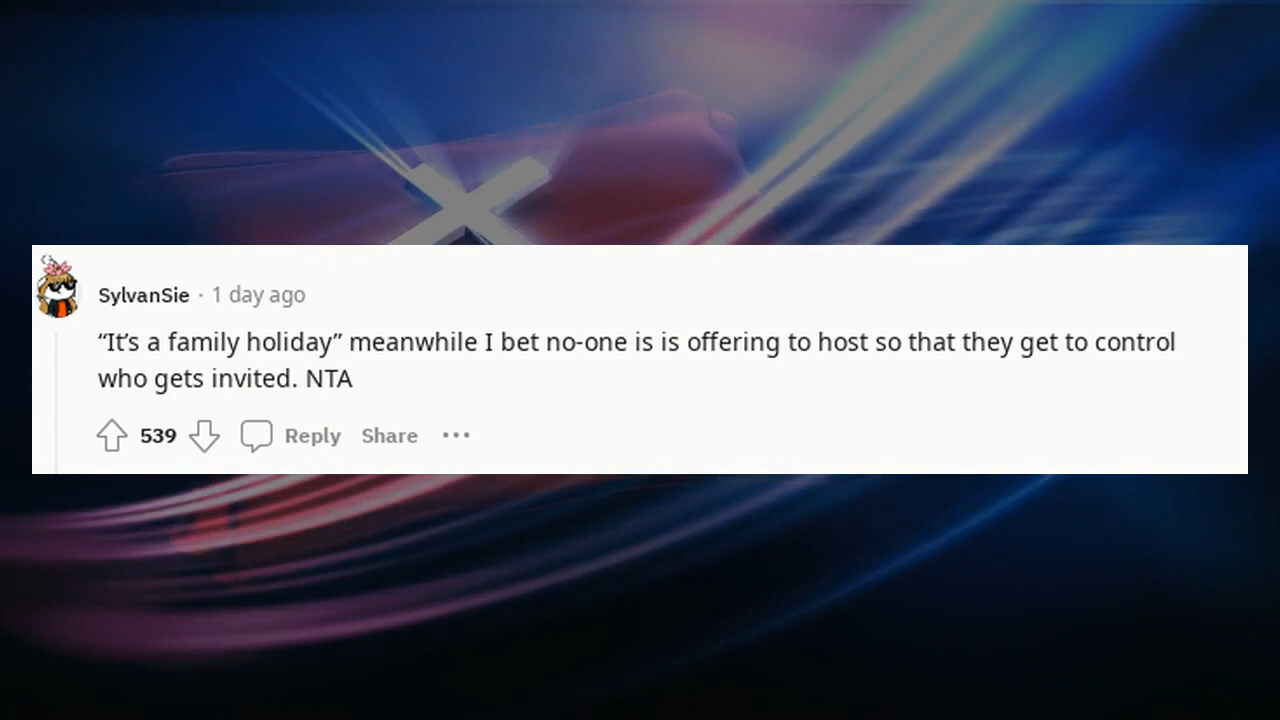 SylvanSie · 1 day ago
“It’s a family holiday” meanwhile I bet no-one is is offering to host so that they get to control
who gets invited. NTA
539 Reply Share ···